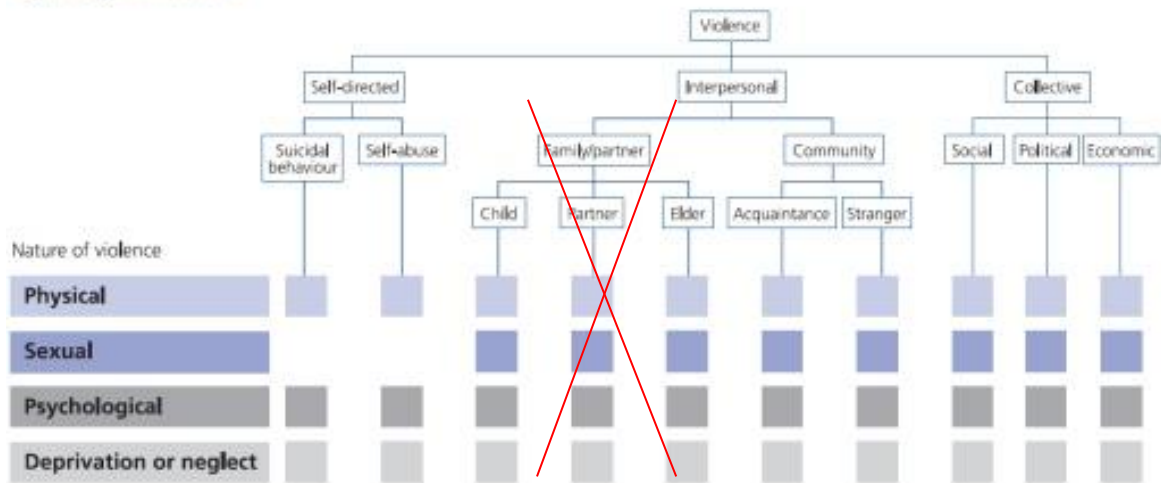 Violence
Self-directed Interpersonal Collective
Suicidal behaviour Self-abuse Family/partner Community Social Political Economic
Child Partner Elder Acquaintance Stranger
Nature of violence
Physical
Sexual
Psychological
Deprivation or neglect